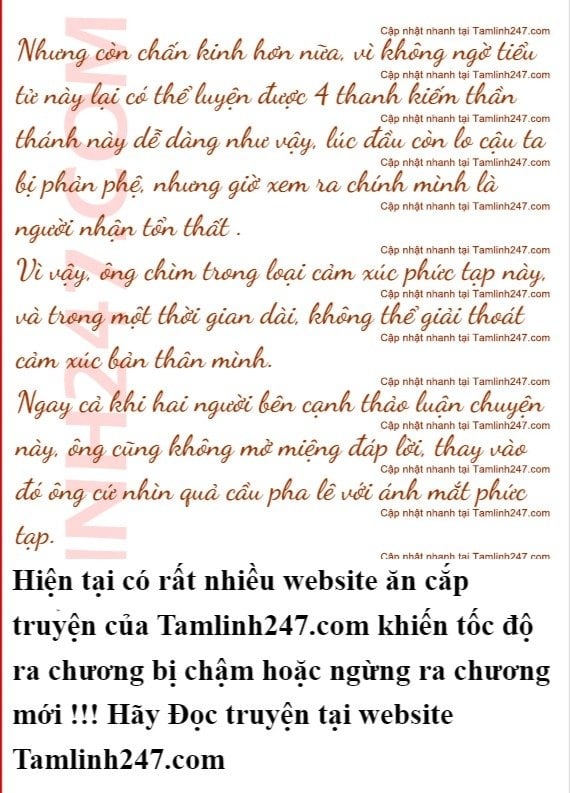 Cập nhật nhanh tại Tamlinh247.com
Nhưng còn chấn kinh hơn nữa, vì không ngờ tiểu
Cập nhật nhanh tại Tamlinh247.com
tử này lại có thể luyện được 4 thanh kiếm thần
Cập nhật nhanh tại Tamlinh247.com
thánh này dễ dàng như vậy, lúc đầu còn lo cậu ta
Cập nhật nhanh tại Tamlinh247.com
bị phản phệ, nhưng giờ xem ra chính mình là
Cập nhật nhanh tại Tamlinh247.com
người nhận tổn thất .
Cập nhật nhanh tại Tamlinh247.com
Vì vậy, ông chìm trong loại cảm xúc phức tạp này,
Cập nhật nhanh tại Tamlinh247.com
và trong một thời gian dài, không thể giải thoát
Cập nhật nhanh tại Tamlinh247.com
cảm xúc bản thân mình.
Cập nhật nhanh tại Tamlinh247.com
Ngay cả khi hai người bên cạnh thảo luận chuyện
Cập nhật nhanh tại Tamlinh247.com
này, ông cũng không mở miệng đáp lời, thay vào
Cập nhật nhanh tại Tamlinh247.com
đó ông cứ nhìn quả cầu pha lê với ánh mắt phức
Cập nhật nhanh tại Tamlinh247.com
tạp.
Cập nhật nhanh tại Tamlinh247.com
INH247.COM
Hiện tại có rất nhiều website ăn cắp
truyện của Tamlinh247.com khiến tốc độ
ra chương bị chậm hoặc ngừng ra chương
mới !!! Hãy Đọc truyện tại website
Tamlinh247.com